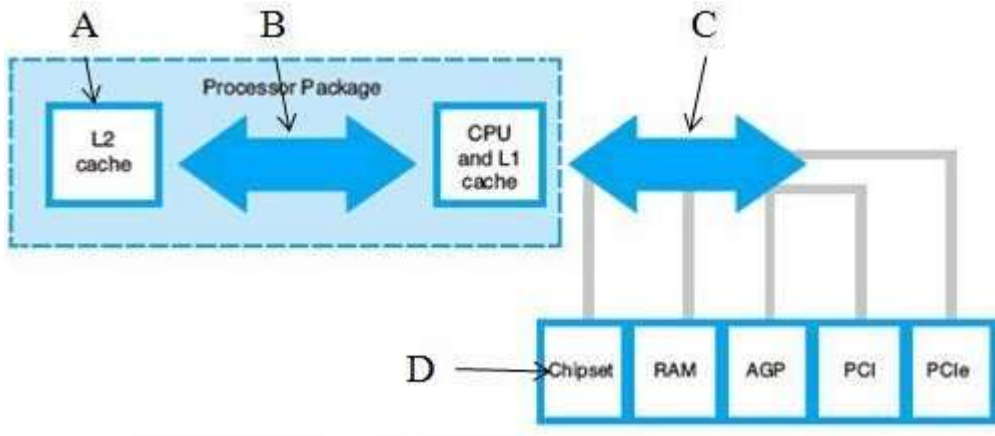 A B C
Processor Package
L2
cache
CPU
and L1
cache
D Chipset RAM AGP PCI PCIe